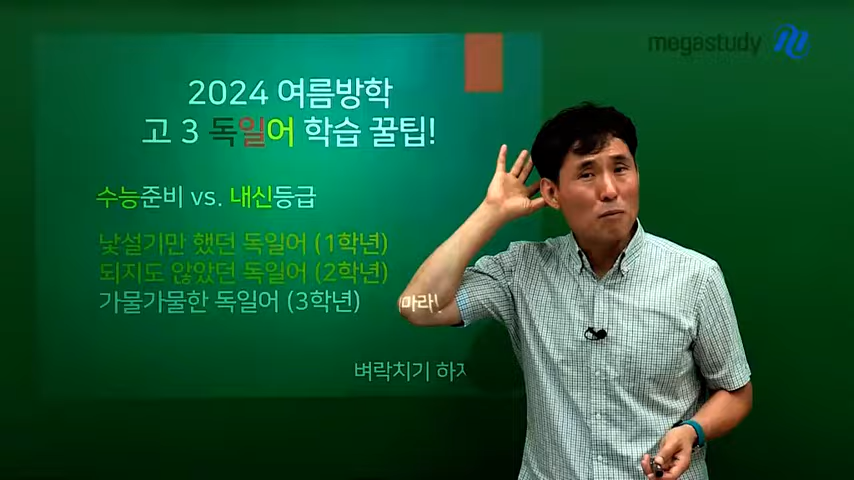 megastudy
2024 여름방학
고 3 독일어 학습 꿀팁!
수능준비 vs. 내신등급
낯설기만 했던 독일어 (1학년)
되지도 않았던 독일어 (2학년)
가물가물한 독일어 (3학년)
벼락치기 하지
마라!